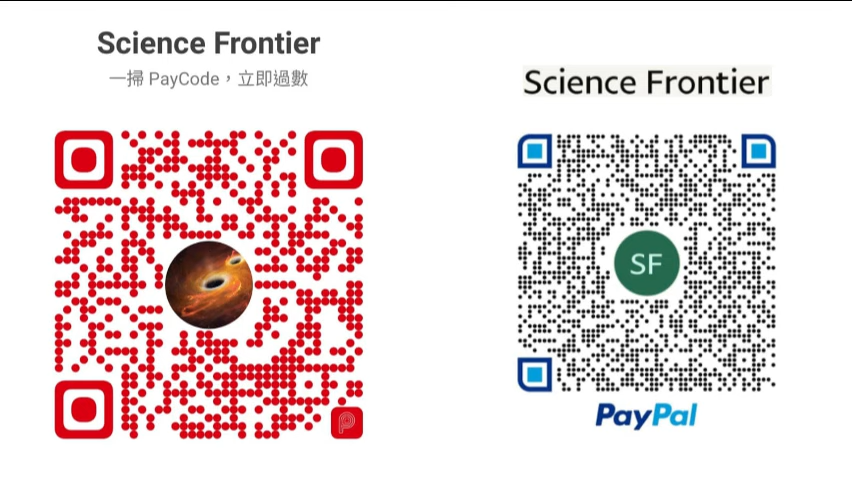 Science Frontier
一掃 PayCode，立即過數
Science Frontier
SF
PayPal